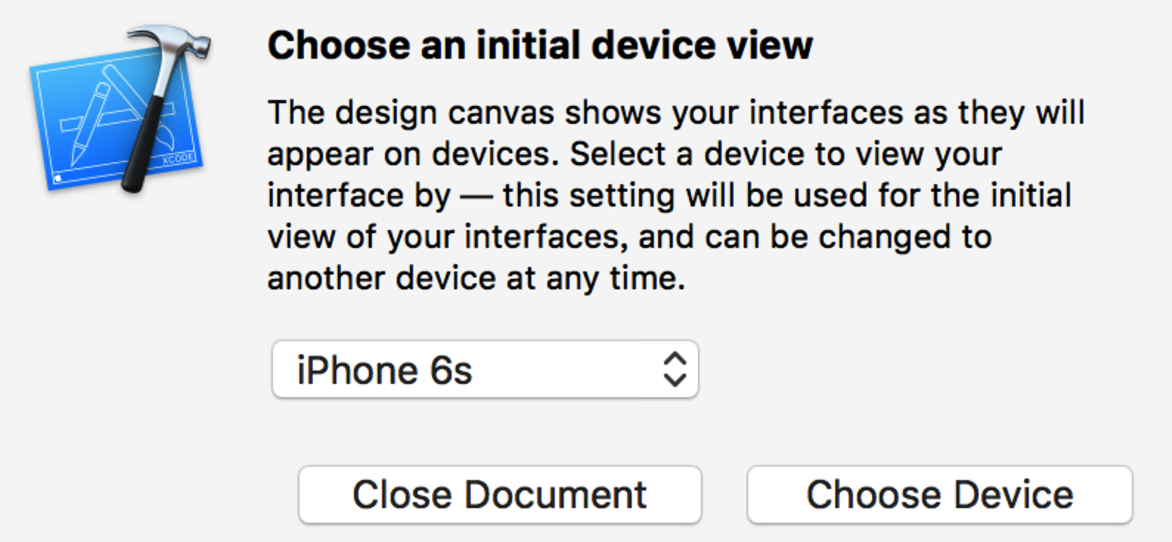 Choose an initial device view
The design canvas shows your interfaces as they will
appear on devices. Select a device to view your
interface by — this setting will be used for the initial
view of your interfaces, and can be changed to
another device at any time.
XCODE
iPhone 6s
Close Document
Choose Device